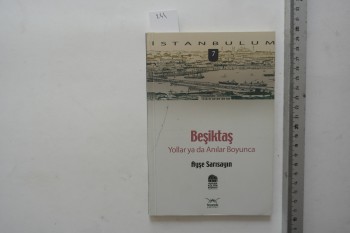 İSTANBULUM
7
Beşiktaş
Yollar ya da Anılar Boyunca
Ayşe Sarısayın